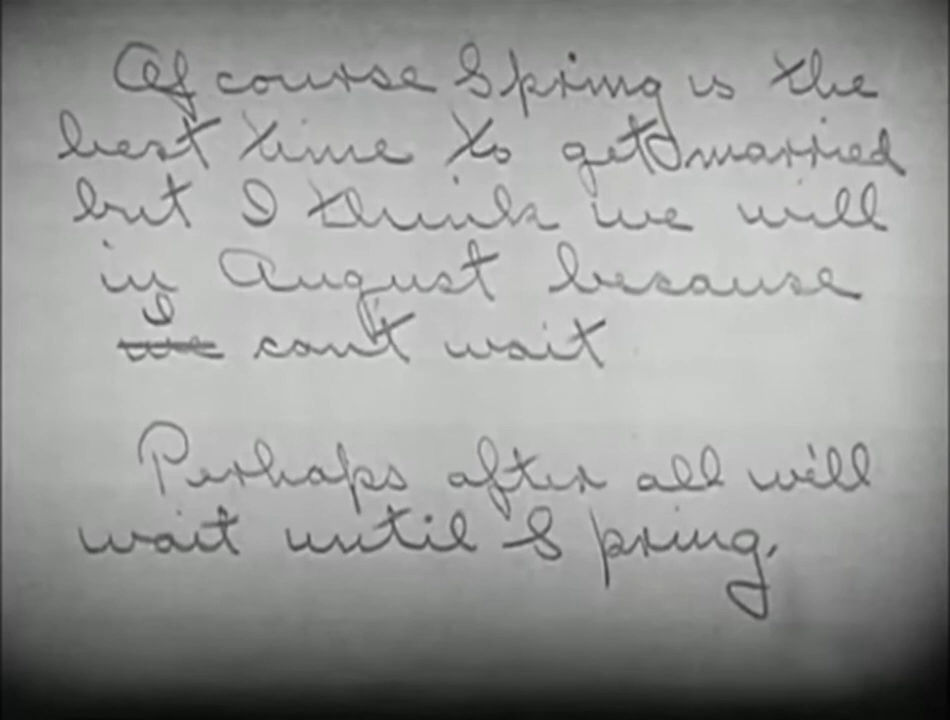 Of course Spring is the
best time to get married
but I think we will
in August because
I
we can't wait
Perhaps after all will
wait until Spring.